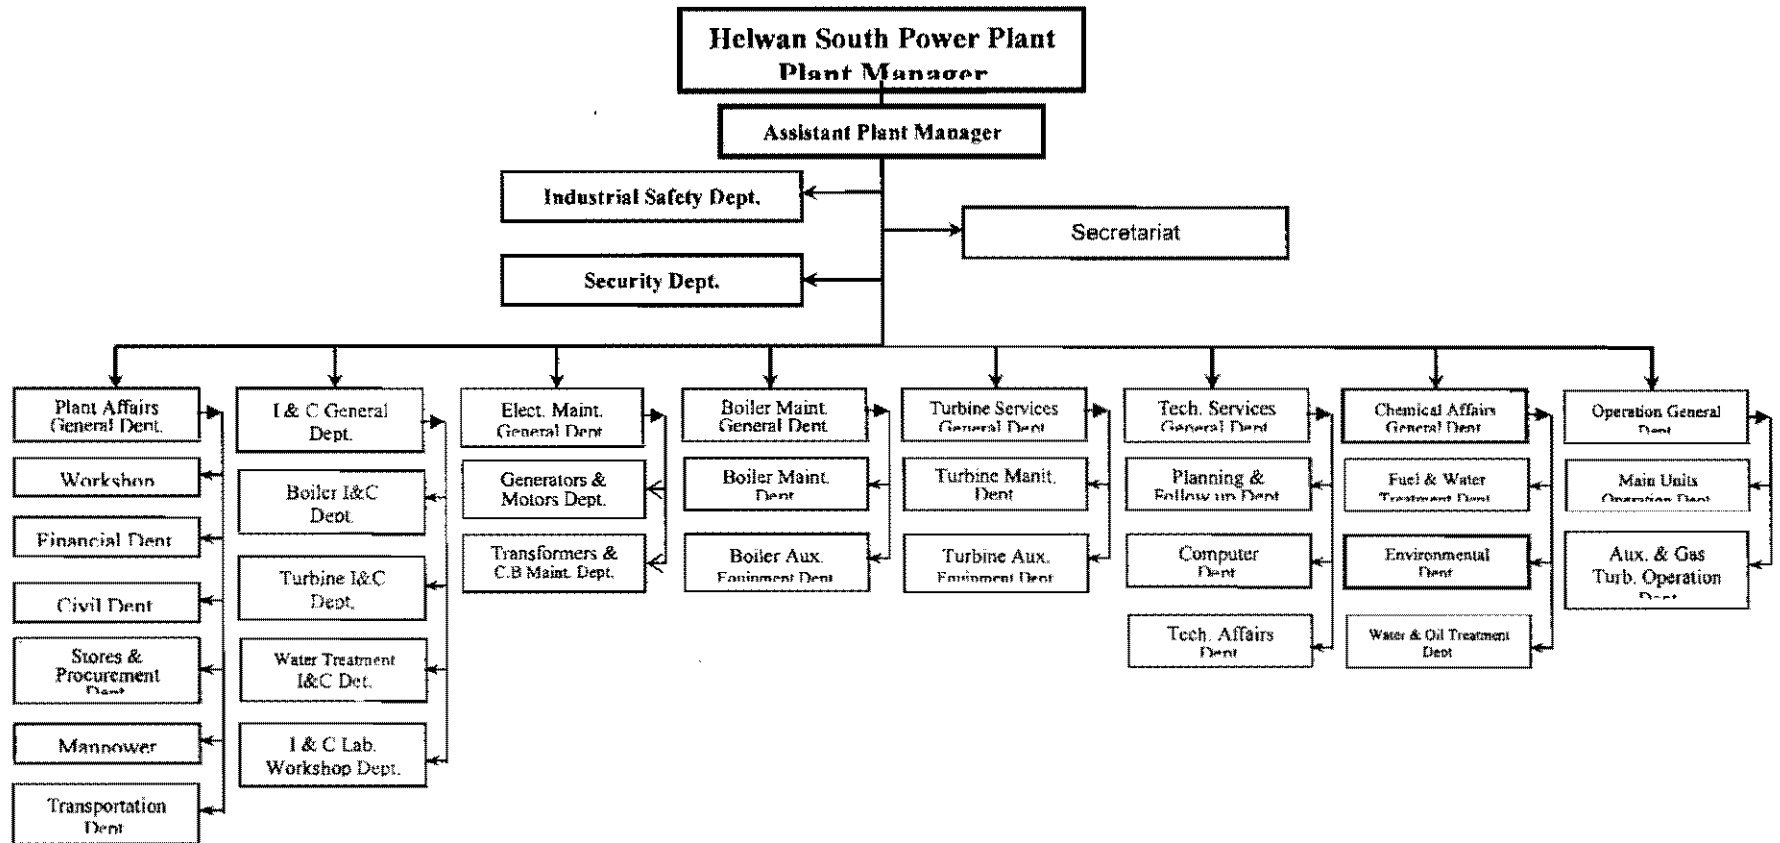 Helwan South Power Plant
Plant Manager
Assistant Plant Manager
Industrial Safety Dept.
Secretariat
Security Dept.
Plant Affairs
General Dept.
Workshop
Financial Dept
Civil Dept
Stores &
Procurement
Dept
Manpower
Transportation
Dept
I & C General
Dept.
Boiler I&C
Dept.
Turbine I&C
Dept.
Water Treatment
I&C Det.
I & C Lab.
Workshop Dept.
Elect. Maint.
General Dept
Generators &
Motors Dept.
Transformers &
C.B Maint. Dept.
Boiler Maint.
General Dent.
Boiler Maint.
Dept
Boiler Aux.
Equipment Dept
Turbine Services
General Dept
Turbine Manit.
Dept
Turbine Aux.
Equipment Dept
Tech. Services
General Dept
Planning &
Follow up Dept
Computer
Dept
Tech. Affairs
Dept
Chemical Affairs
General Dept
Fuel & Water
Treatment Dept
Environmental
Dept
Water & Oil Treatment
Dept
Operation General
Dept
Main Units
Operation Dept
Aux. & Gas
Turb. Operation
Dept